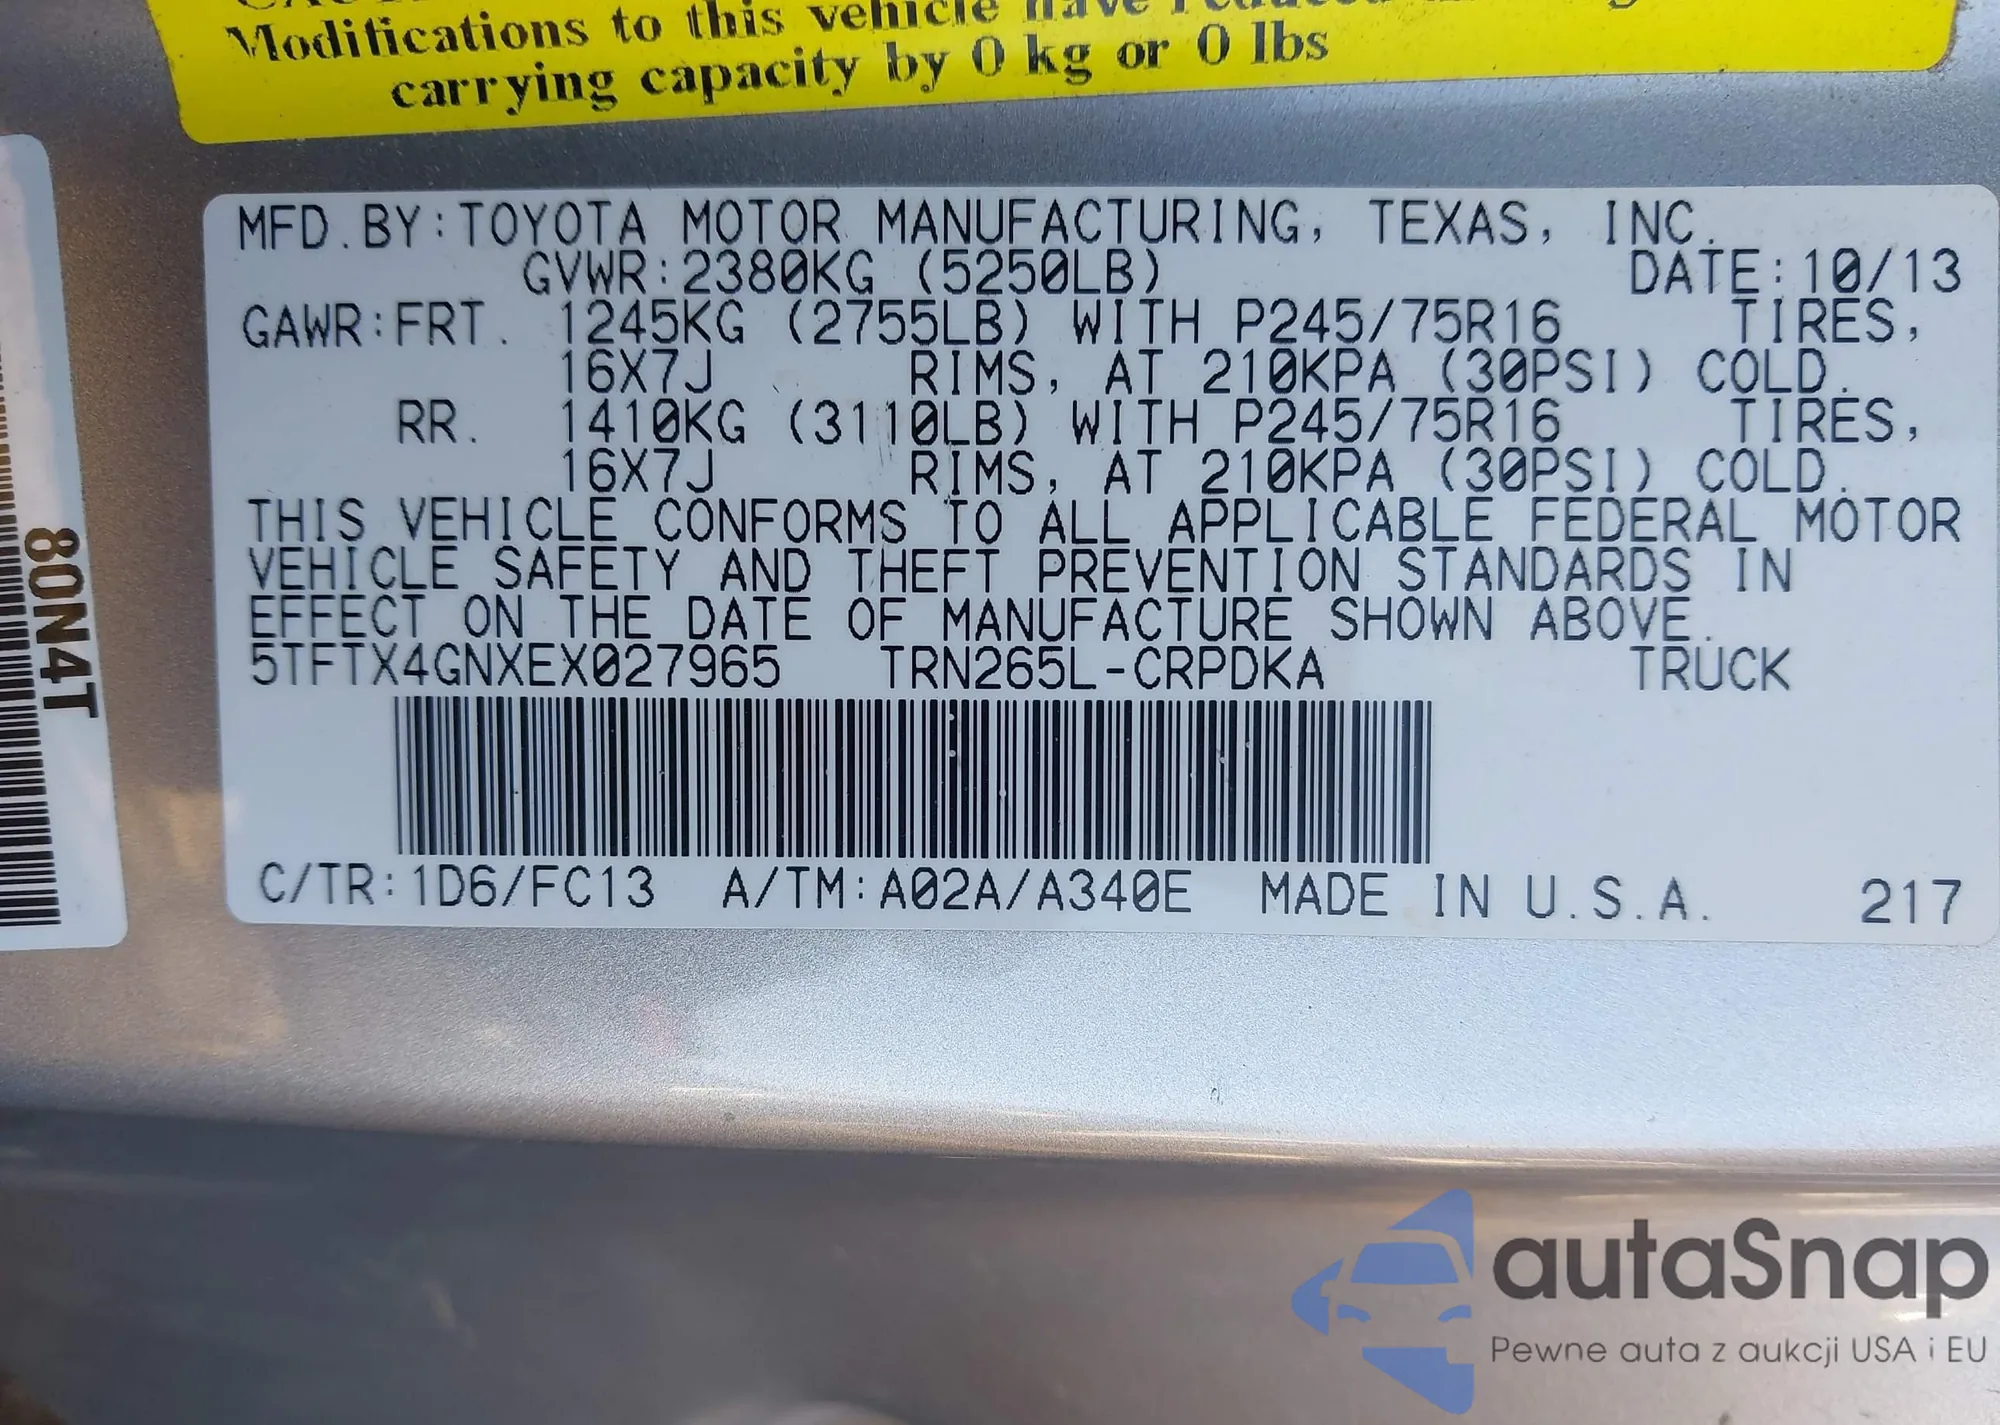 Modifications to this vehicle have reduced
carrying capacity by 0 kg or 0 lbs
MFD.BY:TOYOTA MOTOR MANUFACTURING, TEXAS, INC.
GVWR:2380KG (5250LB) DATE:10/13
GAWR:FRT. 1245KG (2755LB) WITH P245/75R16 TIRES,
16X7J RIMS, AT 210KPA (30PSI) COLD.
RR. 1410KG (3110LB) WITH P245/75R16 TIRES,
16X7J RIMS, AT 210KPA (30PSI) COLD.
THIS VEHICLE CONFORMS TO ALL APPLICABLE FEDERAL MOTOR
VEHICLE SAFETY AND THEFT PREVENTION STANDARDS IN
EFFECT ON THE DATE OF MANUFACTURE SHOWN ABOVE.
5TFTX4GNXEX027965 TRN265L-CRPDKA TRUCK
C/TR:1D6/FC13 A/TM:A02A/A340E MADE IN U.S.A. 217
80N4T
autaSnap
Pewne auta z aukcji USA i EU